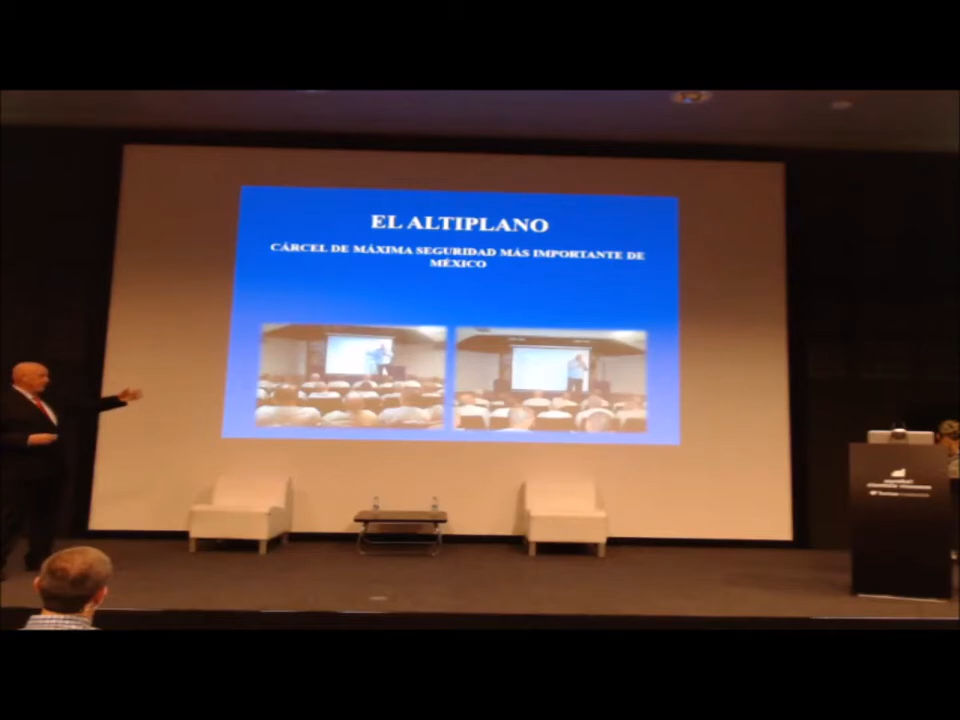 EL ALTIPLANO
CÁRCEL DE MÁXIMA SEGURIDAD MÁS IMPORTANTE DE
MÉXICO